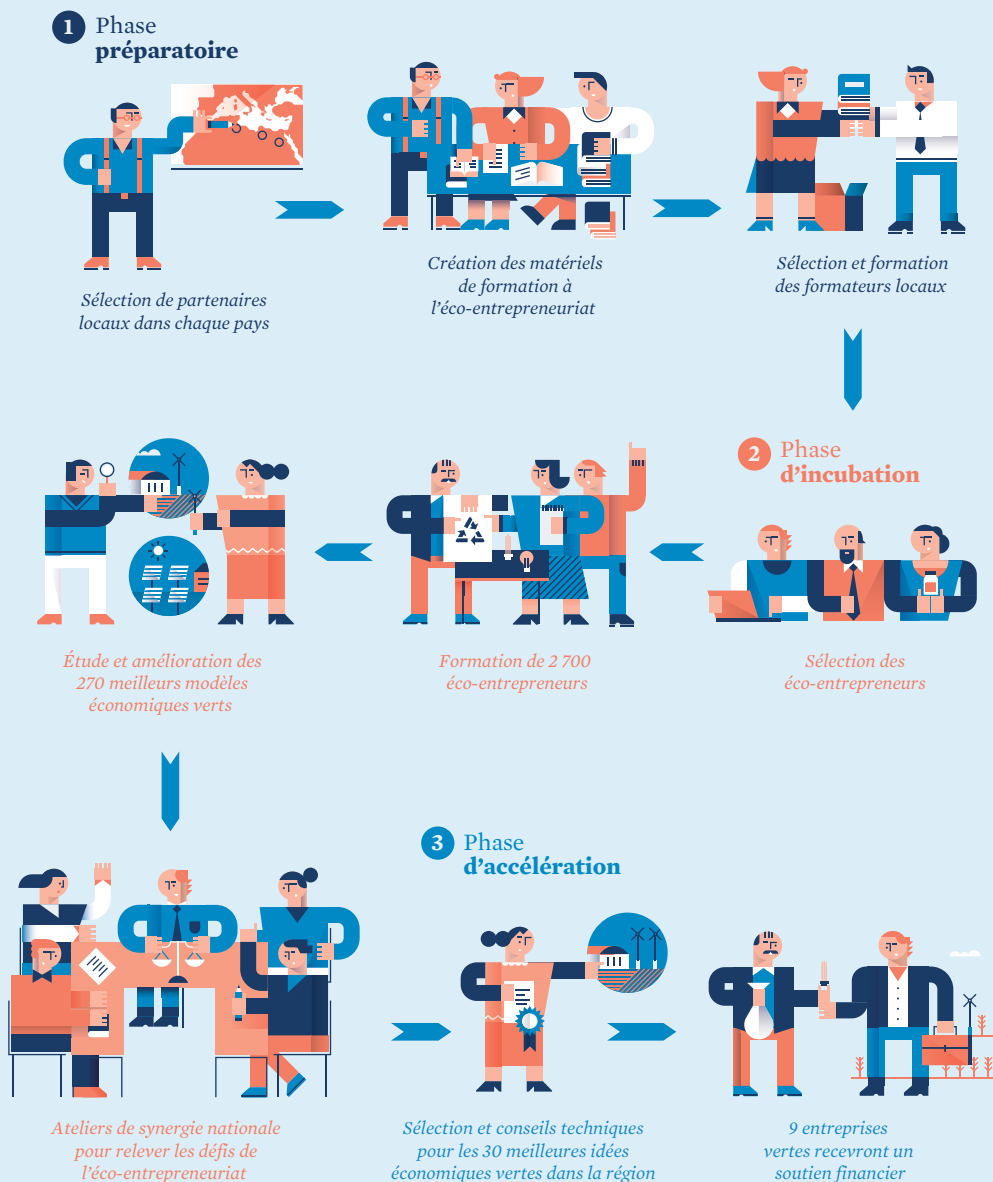 1 Phase
préparatoire
Sélection de partenaires
locaux dans chaque pays
Création des matériels
de formation à
l'éco-entrepreneuriat
Sélection et formation
des formateurs locaux
2 Phase
d'incubation
Sélection des
éco-entrepreneurs
Formation de 2 700
éco-entrepreneurs
Étude et amélioration des
270 meilleurs modèles
économiques verts
Ateliers de synergie nationale
pour relever les défis de
l'éco-entrepreneuriat
3 Phase
d'accélération
Sélection et conseils techniques
pour les 30 meilleures idées
économiques vertes dans la région
9 entreprises
vertes recevront un
soutien financier